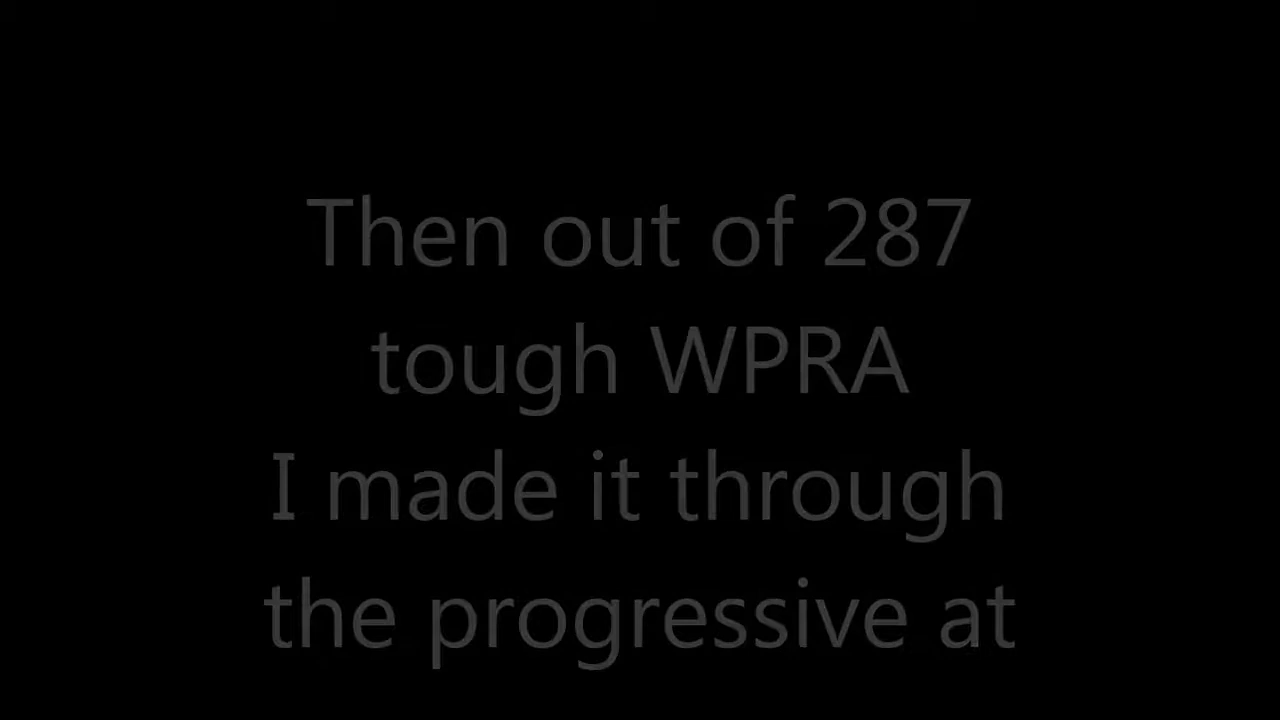 Then out of 287
tough WPRA
I made it through
the progressive at